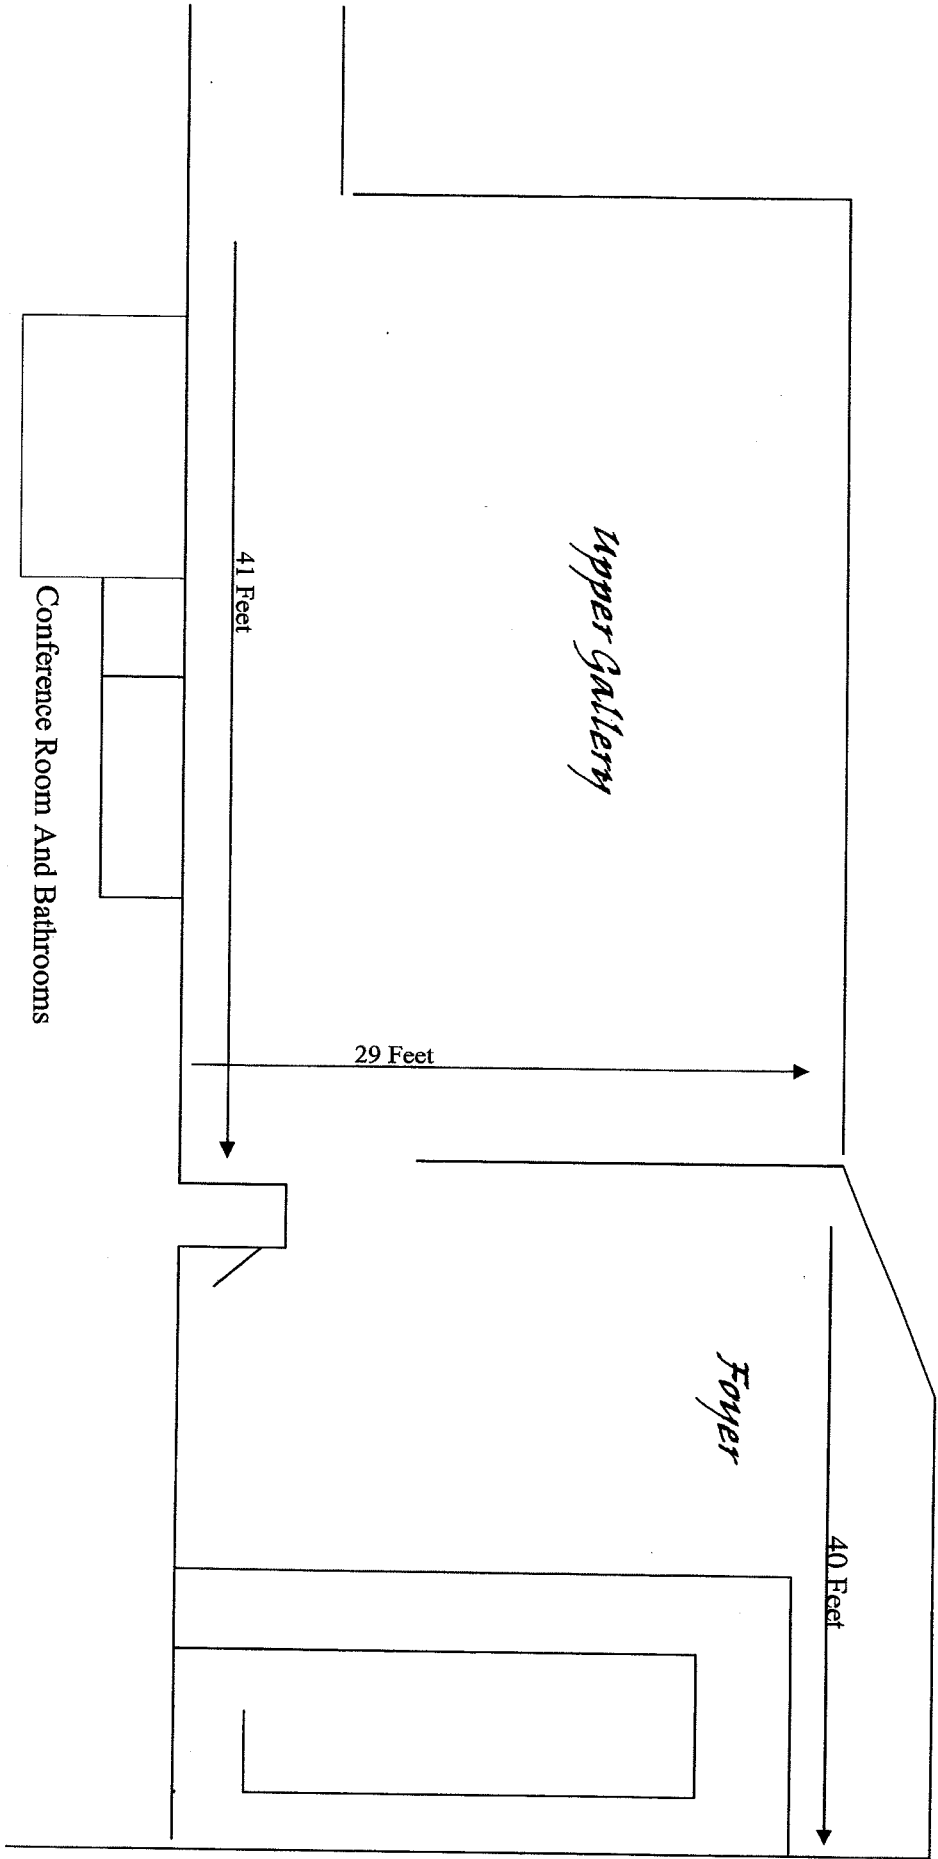 Upper Gallery
41 Feet
Conference Room And Bathrooms
29 Feet
Foyer
40 Feet